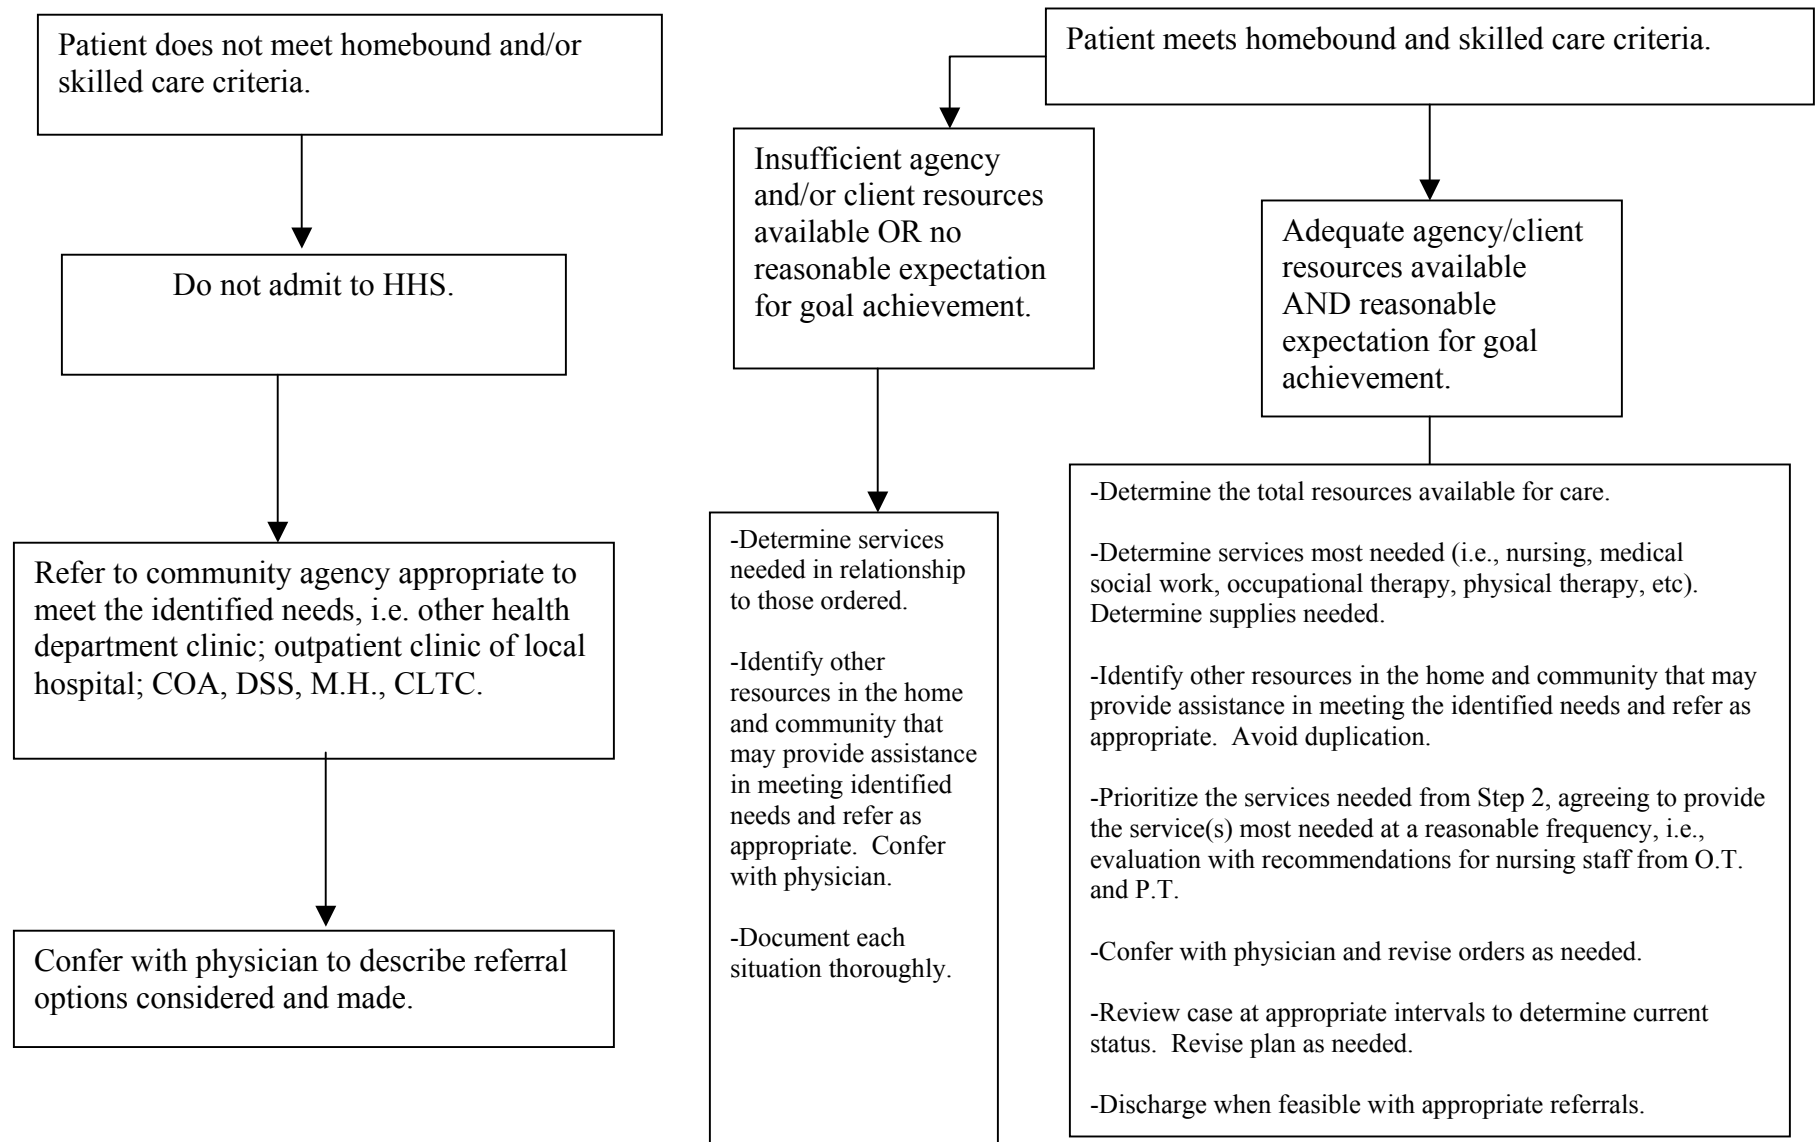 Patient does not meet homebound and/or
skilled care criteria.
Do not admit to HHS.
Refer to community agency appropriate to
meet the identified needs, i.e. other health
department clinic; outpatient clinic of local
hospital; COA, DSS, M.H., CLTC.
Confer with physician to describe referral
options considered and made.
Patient meets homebound and skilled care criteria.
Insufficient agency
and/or client resources
available OR no
reasonable expectation
for goal achievement.
-Determine services
needed in relationship
to those ordered.
-Identify other
resources in the home
and community that
may provide assistance
in meeting identified
needs and refer as
appropriate.  Confer
with physician.
-Document each
situation thoroughly.
Adequate agency/client
resources available
AND reasonable
expectation for goal
achievement.
-Determine the total resources available for care.
-Determine services most needed (i.e., nursing, medical
social work, occupational therapy, physical therapy, etc).
Determine supplies needed.
-Identify other resources in the home and community that may
provide assistance in meeting the identified needs and refer as
appropriate.  Avoid duplication.
-Prioritize the services needed from Step 2, agreeing to provide
the service(s) most needed at a reasonable frequency, i.e.,
evaluation with recommendations for nursing staff from O.T.
and P.T.
-Confer with physician and revise orders as needed.
-Review case at appropriate intervals to determine current
status.  Revise plan as needed.
-Discharge when feasible with appropriate referrals.